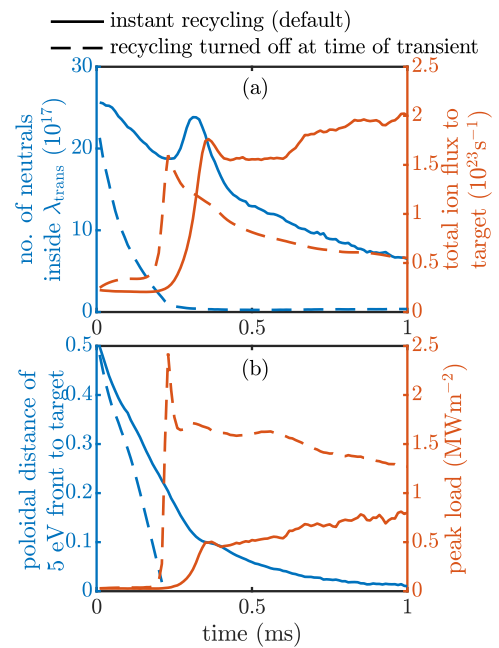 instant recycling (default)
recycling turned off at time of transient
30
20
10
0
no. of neutrals
inside λtrans (10^17)
(a)
2.5
2
1.5
1
0.5
0
total ion flux to
target (10^23 s^−1)
0
0.5
1
0.5
0.4
0.3
0.2
0.1
0
poloidal distance of
5 eV front to target
(b)
2.5
2
1.5
1
0.5
0
peak load (MWm^−2)
0
0.5
1
time (ms)